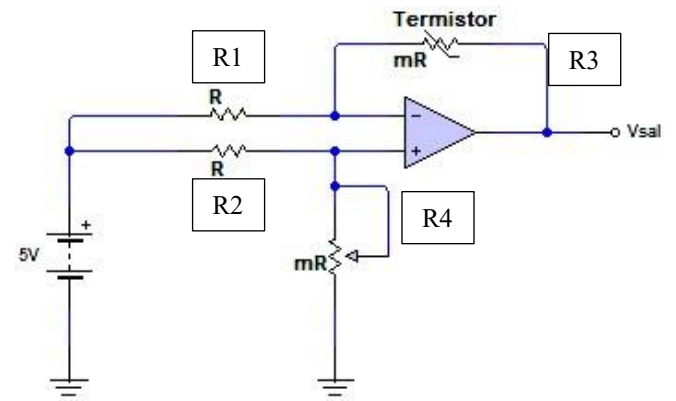 Termistor
mR
R1
R3
R
−
+
Vsal
R
R2
R4
+
5V
mR